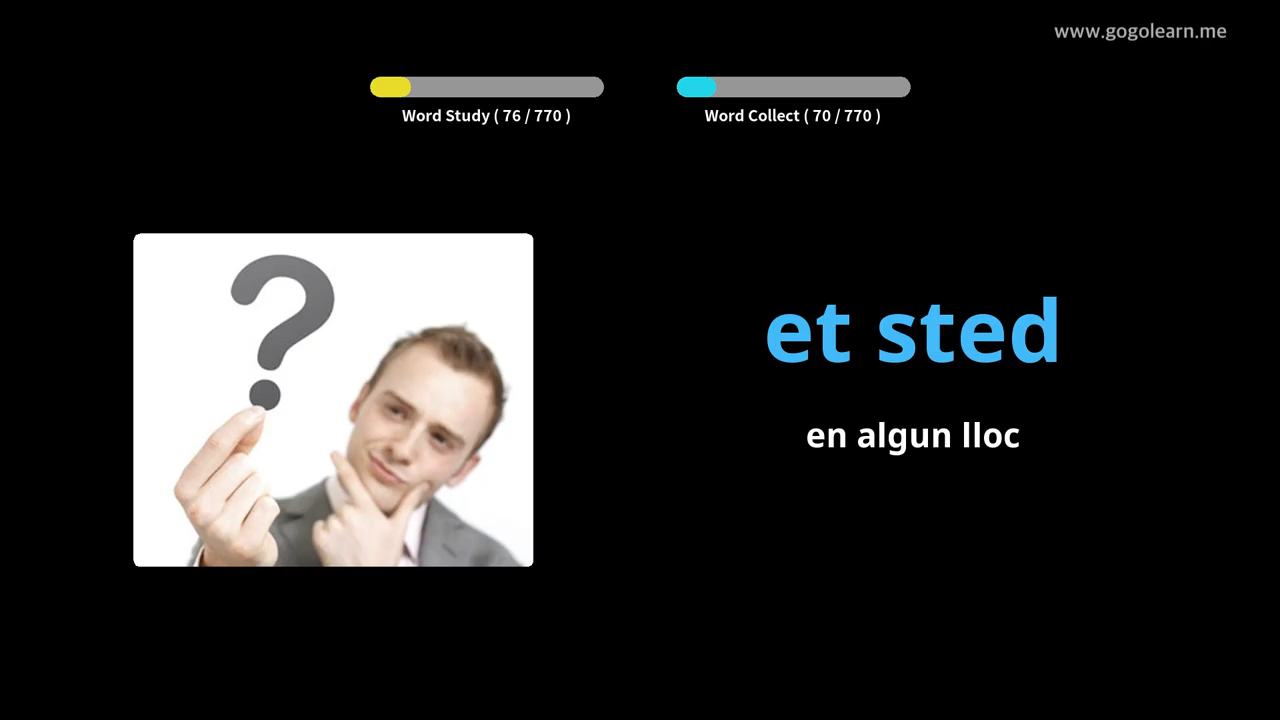 www.gogolearn.me
Word Study ( 76 / 770 )
Word Collect ( 70 / 770 )
et sted
en algun lloc